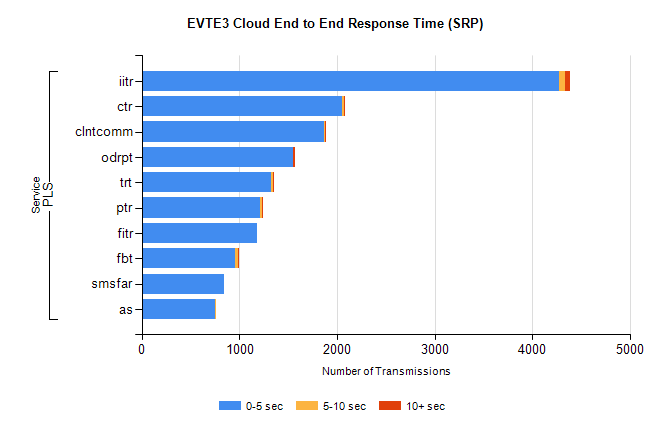 EVTE3 Cloud End to End Response Time (SRP)
Service
PLS
iitr
ctr
clntcomm
odrpt
trt
ptr
fitr
fbt
smsfar
as
0 1000 2000 3000 4000 5000
Number of Transmissions
0-5 sec 5-10 sec 10+ sec